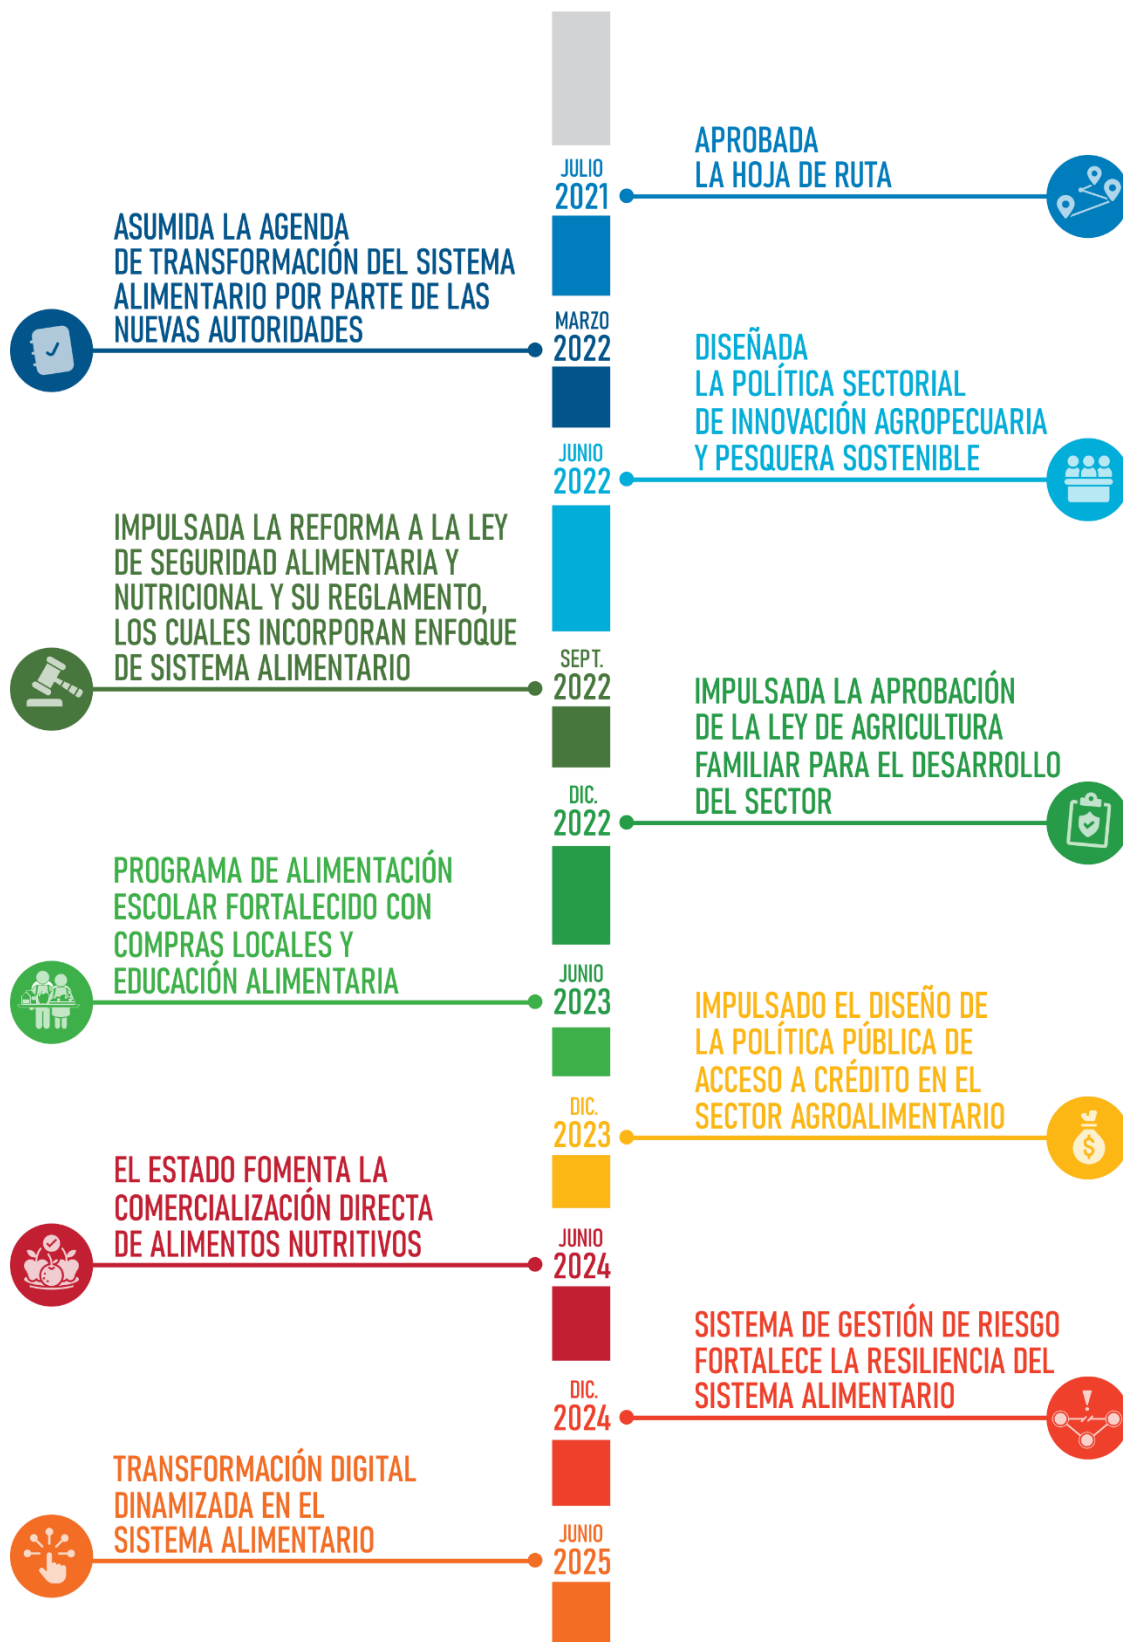 JULIO
2021
APROBADA
LA HOJA DE RUTA
ASUMIDA LA AGENDA
DE TRANSFORMACIÓN DEL SISTEMA
ALIMENTARIO POR PARTE DE LAS
NUEVAS AUTORIDADES
MARZO
2022
DISEÑADA
LA POLÍTICA SECTORIAL
DE INNOVACIÓN AGROPECUARIA
Y PESQUERA SOSTENIBLE
JUNIO
2022
IMPULSADA LA REFORMA A LA LEY
DE SEGURIDAD ALIMENTARIA Y
NUTRICIONAL Y SU REGLAMENTO,
LOS CUALES INCORPORAN ENFOQUE
DE SISTEMA ALIMENTARIO
SEPT.
2022
IMPULSADA LA APROBACIÓN
DE LA LEY DE AGRICULTURA
FAMILIAR PARA EL DESARROLLO
DEL SECTOR
DIC.
2022
PROGRAMA DE ALIMENTACIÓN
ESCOLAR FORTALECIDO CON
COMPRAS LOCALES Y
EDUCACIÓN ALIMENTARIA
JUNIO
2023
IMPULSADO EL DISEÑO DE
LA POLÍTICA PÚBLICA DE
ACCESO A CRÉDITO EN EL
SECTOR AGROALIMENTARIO
DIC.
2023
$
EL ESTADO FOMENTA LA
COMERCIALIZACIÓN DIRECTA
DE ALIMENTOS NUTRITIVOS
JUNIO
2024
SISTEMA DE GESTIÓN DE RIESGO
FORTALECE LA RESILIENCIA DEL
SISTEMA ALIMENTARIO
DIC.
2024
!
TRANSFORMACIÓN DIGITAL
DINAMIZADA EN EL
SISTEMA ALIMENTARIO
JUNIO
2025